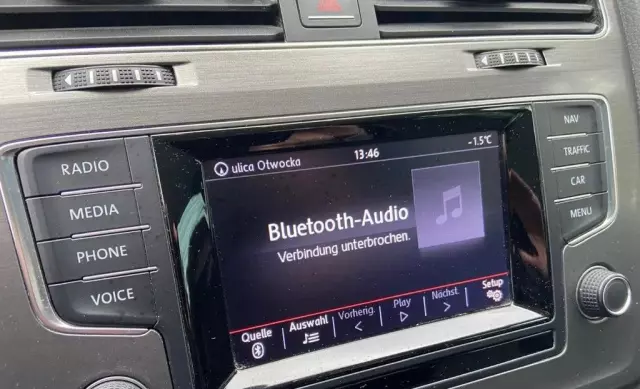 RADIO
MEDIA
PHONE
VOICE
ulica Otwocka 13:46 -1.5°C
Bluetooth-Audio
Verbindung unterbrochen.
Quelle Auswahl Vorherig. Play Nächst. Setup
NAV
TRAFFIC
CAR
MENU